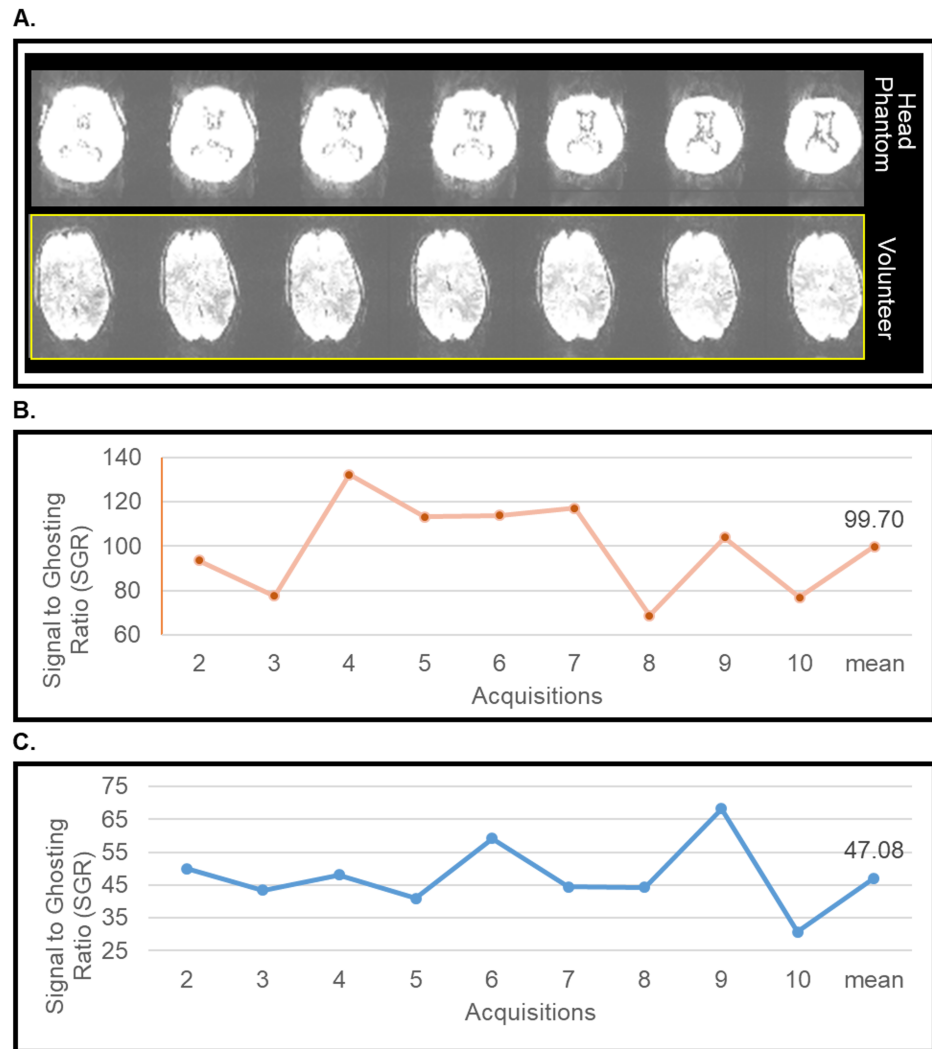 A.
Head
Phantom
Volunteer
B.
Signal to Ghosting
Ratio (SGR)
140
120
100
80
60
99.70
2 3 4 5 6 7 8 9 10 mean
Acquisitions
C.
Signal to Ghosting
Ratio (SGR)
75
65
55
45
35
25
47.08
2 3 4 5 6 7 8 9 10 mean
Acquisitions